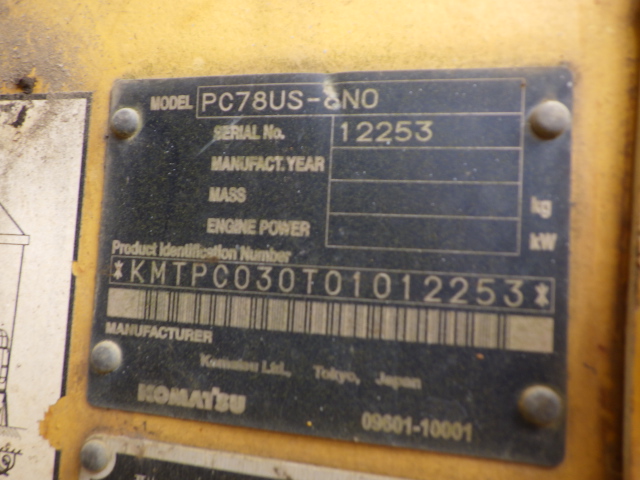 MODEL PC78US-6N0
SERIAL No. 12253
MANUFACT. YEAR
MASS kg
ENGINE POWER kW
Product Identification Number
*KMTPC030T01012253*
MANUFACTURER
Komatsu Ltd., Tokyo, Japan
KOMATSU
09601-10001